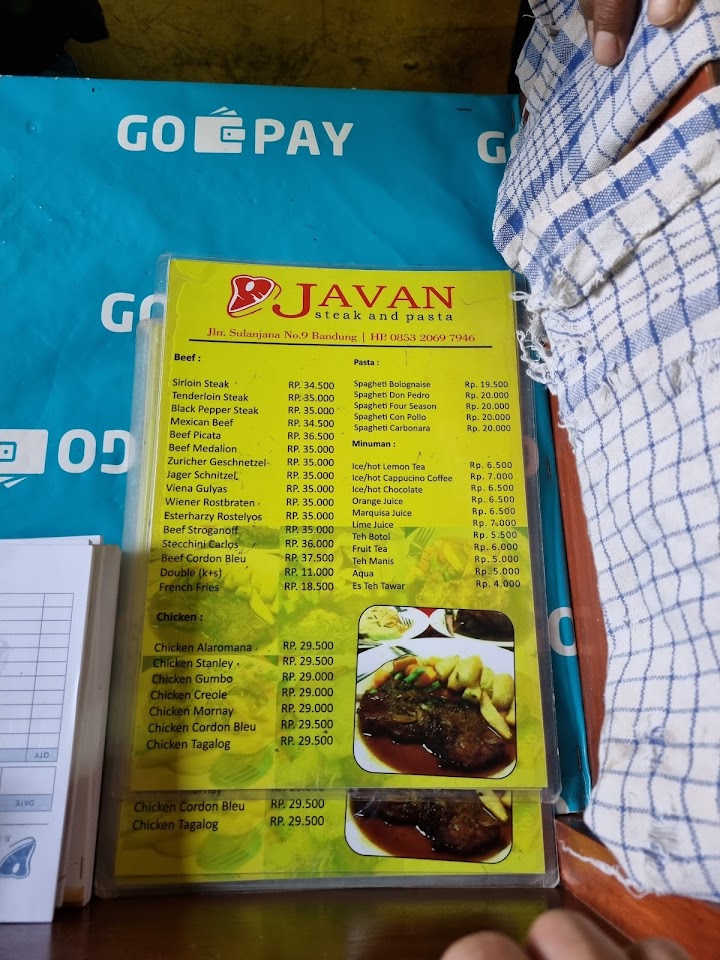 GO PAY
G
GO
GO
JAVAN
steak and pasta
Jln. Sulanjana No.9 Bandung | HP. 0853 2069 7946
Beef :
Sirloin Steak RP. 34.500
Tenderloin Steak RP. 35.000
Black Pepper Steak RP. 35.000
Mexican Beef RP. 34.500
Beef Picata RP. 36.500
Beef Medalion RP. 35.000
Zuricher Geschnetzel RP. 35.000
Jager Schnitzel RP. 35.000
Viena Gulyas RP. 35.000
Wiener Rostbraten RP. 35.000
Esterharzy Rostelyos RP. 35.000
Beef Stroganoff RP. 35.000
Stecchini Carlos RP. 36.000
Beef Cordon Bleu RP. 37.500
Double (k+s) RP. 11.000
French Fries RP. 18.500
Chicken :
Chicken Alaromana RP. 29.500
Chicken Stanley RP. 29.500
Chicken Gumbo RP. 29.000
Chicken Creole RP. 29.000
Chicken Mornay RP. 29.000
Chicken Cordon Bleu RP. 29.500
Chicken Tagalog RP. 29.500
Pasta :
Spagheti Bolognaise Rp. 19.500
Spagheti Don Pedro Rp. 20.000
Spagheti Four Season Rp. 20.000
Spagheti Con Pollo Rp. 20.000
Spagheti Carbonara Rp. 20.000
Minuman :
Ice/hot Lemon Tea Rp. 6.500
Ice/hot Cappucino Coffee Rp. 7.000
Ice/hot Chocolate Rp. 6.500
Orange Juice Rp. 6.500
Marquisa Juice Rp. 6.500
Lime Juice Rp. 7.000
Teh Botol Rp. 5.500
Fruit Tea Rp. 6.000
Teh Manis Rp. 5.000
Aqua Rp. 5.000
Es Teh Tawar Rp. 4.000
Chicken Cordon Bleu RP. 29.500
Chicken Tagalog RP. 29.500
QTY
DATE